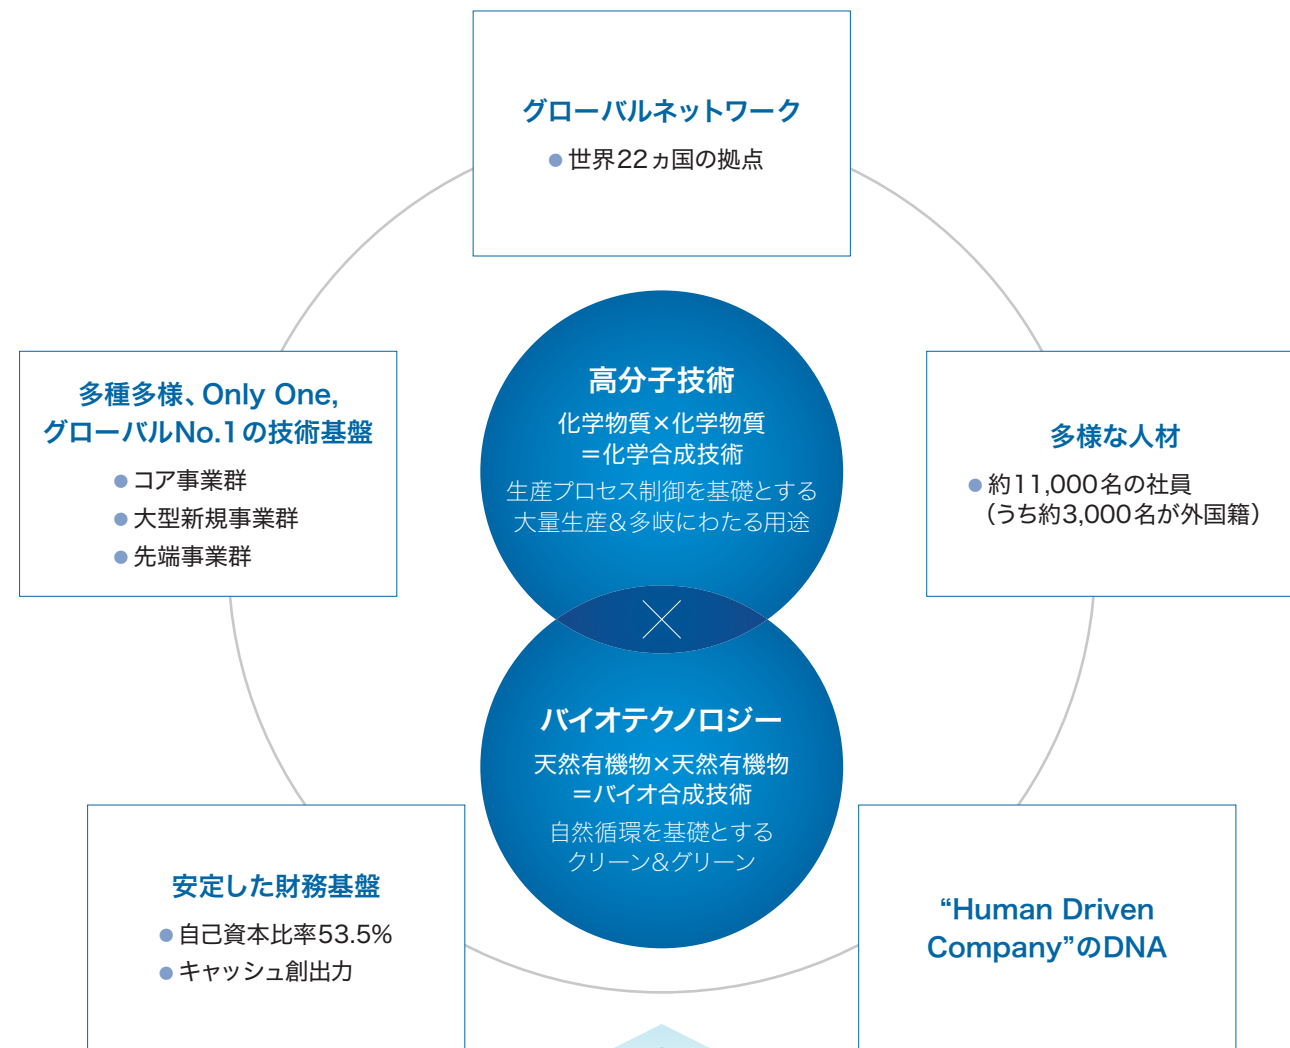 グローバルネットワーク
● 世界22ヵ国の拠点
多種多様、Only One,
グローバルNo.1の技術基盤
● コア事業群
● 大型新規事業群
● 先端事業群
高分子技術
化学物質×化学物質
＝化学合成技術
生産プロセス制御を基礎とする
大量生産&多岐にわたる用途
×
バイオテクノロジー
天然有機物×天然有機物
＝バイオ合成技術
自然循環を基礎とする
クリーン&グリーン
多様な人材
● 約11,000名の社員
（うち約3,000名が外国籍）
安定した財務基盤
● 自己資本比率53.5%
● キャッシュ創出力
“Human Driven
Company”のDNA